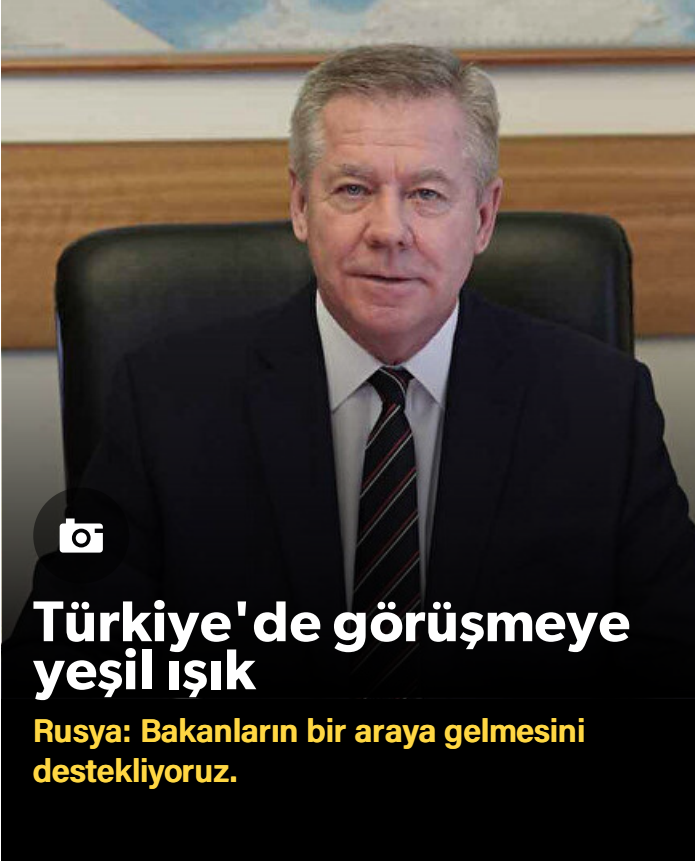 Türkiye'de görüşmeye
yeşil ışık
Rusya: Bakanların bir araya gelmesini
destekliyoruz.